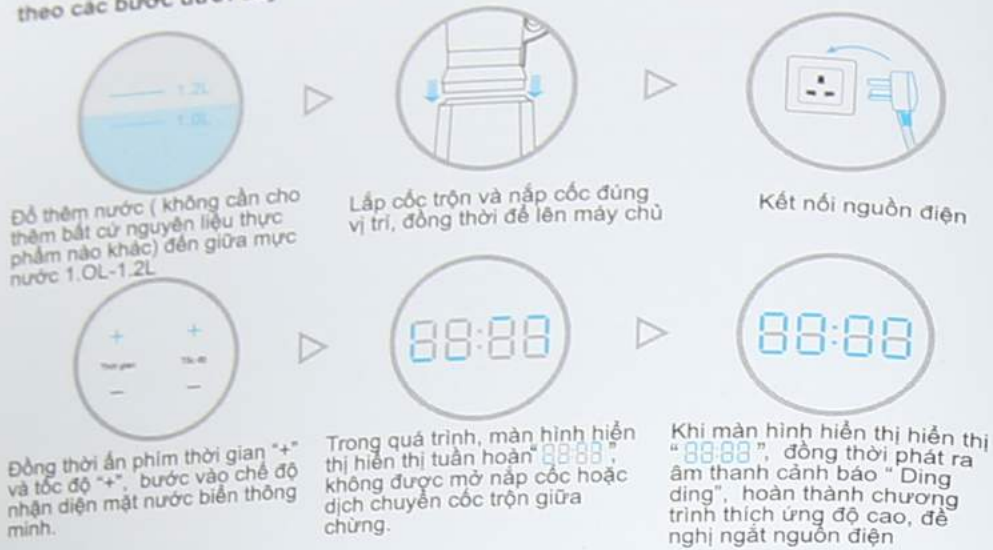 theo các bước
1.2L
1.0L
Đổ thêm nước ( không cần cho
thêm bất cứ nguyên liệu thực
phẩm nào khác) đến giữa mực
nước 1.OL-1.2L
Lắp cốc trộn và nắp cốc đúng
vị trí, đồng thời để lên máy chủ
Kết nối nguồn điện
+ +
Thời gian Tốc độ
— —
88:88
88:88
Đồng thời ấn phím thời gian "+"
và tốc độ "+", bước vào chế độ
nhận diện mặt nước biển thông
minh.
Trong quá trình, màn hình hiển
thị hiển thị tuần hoàn" 88:88 ",
không được mở nắp cốc hoặc
dịch chuyển cốc trộn giữa
chừng.
Khi màn hình hiển thị hiển thị
" 88:88 ", đồng thời phát ra
âm thanh cảnh báo " Ding
ding", hoàn thành chương
trình thích ứng độ cao, đề
nghị ngắt nguồn điện